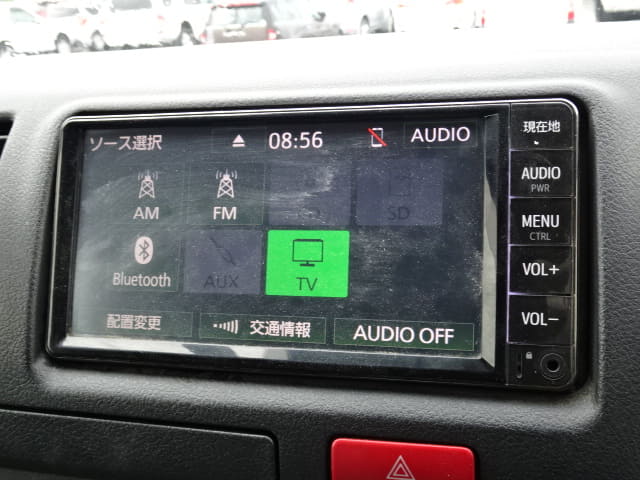 ソース選択 08:56 AUDIO
AM FM CD SD
Bluetooth AUX TV
配置変更 交通情報 AUDIO OFF
現在地
AUDIO
PWR
MENU
CTRL
VOL+
VOL−